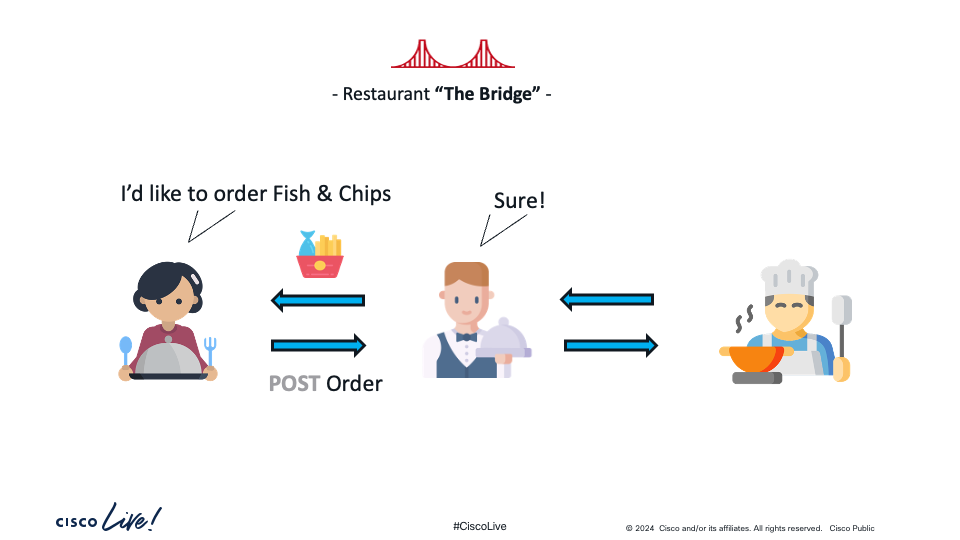 - Restaurant “The Bridge” -
I’d like to order Fish & Chips
Sure!
POST Order
CISCO Live!
#CiscoLive
© 2024 Cisco and/or its affiliates. All rights reserved. Cisco Public